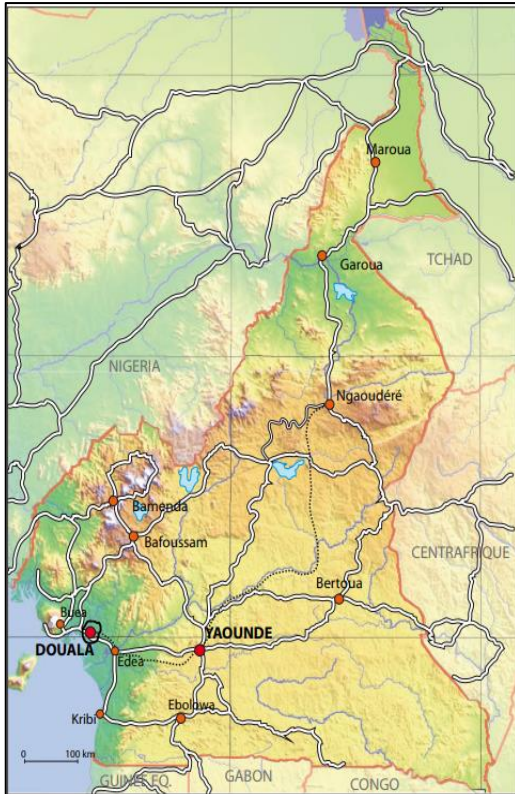 Maroua
Garoua
TCHAD
NIGERIA
Ngaoudéré
Bamenda
Bafoussam
CENTRAFRIQUE
Bertoua
Buea
YAOUNDE
DOUALA
Edea
Ebolowa
Kribi
0 100 km
GUINEE EQ.
GABON
CONGO